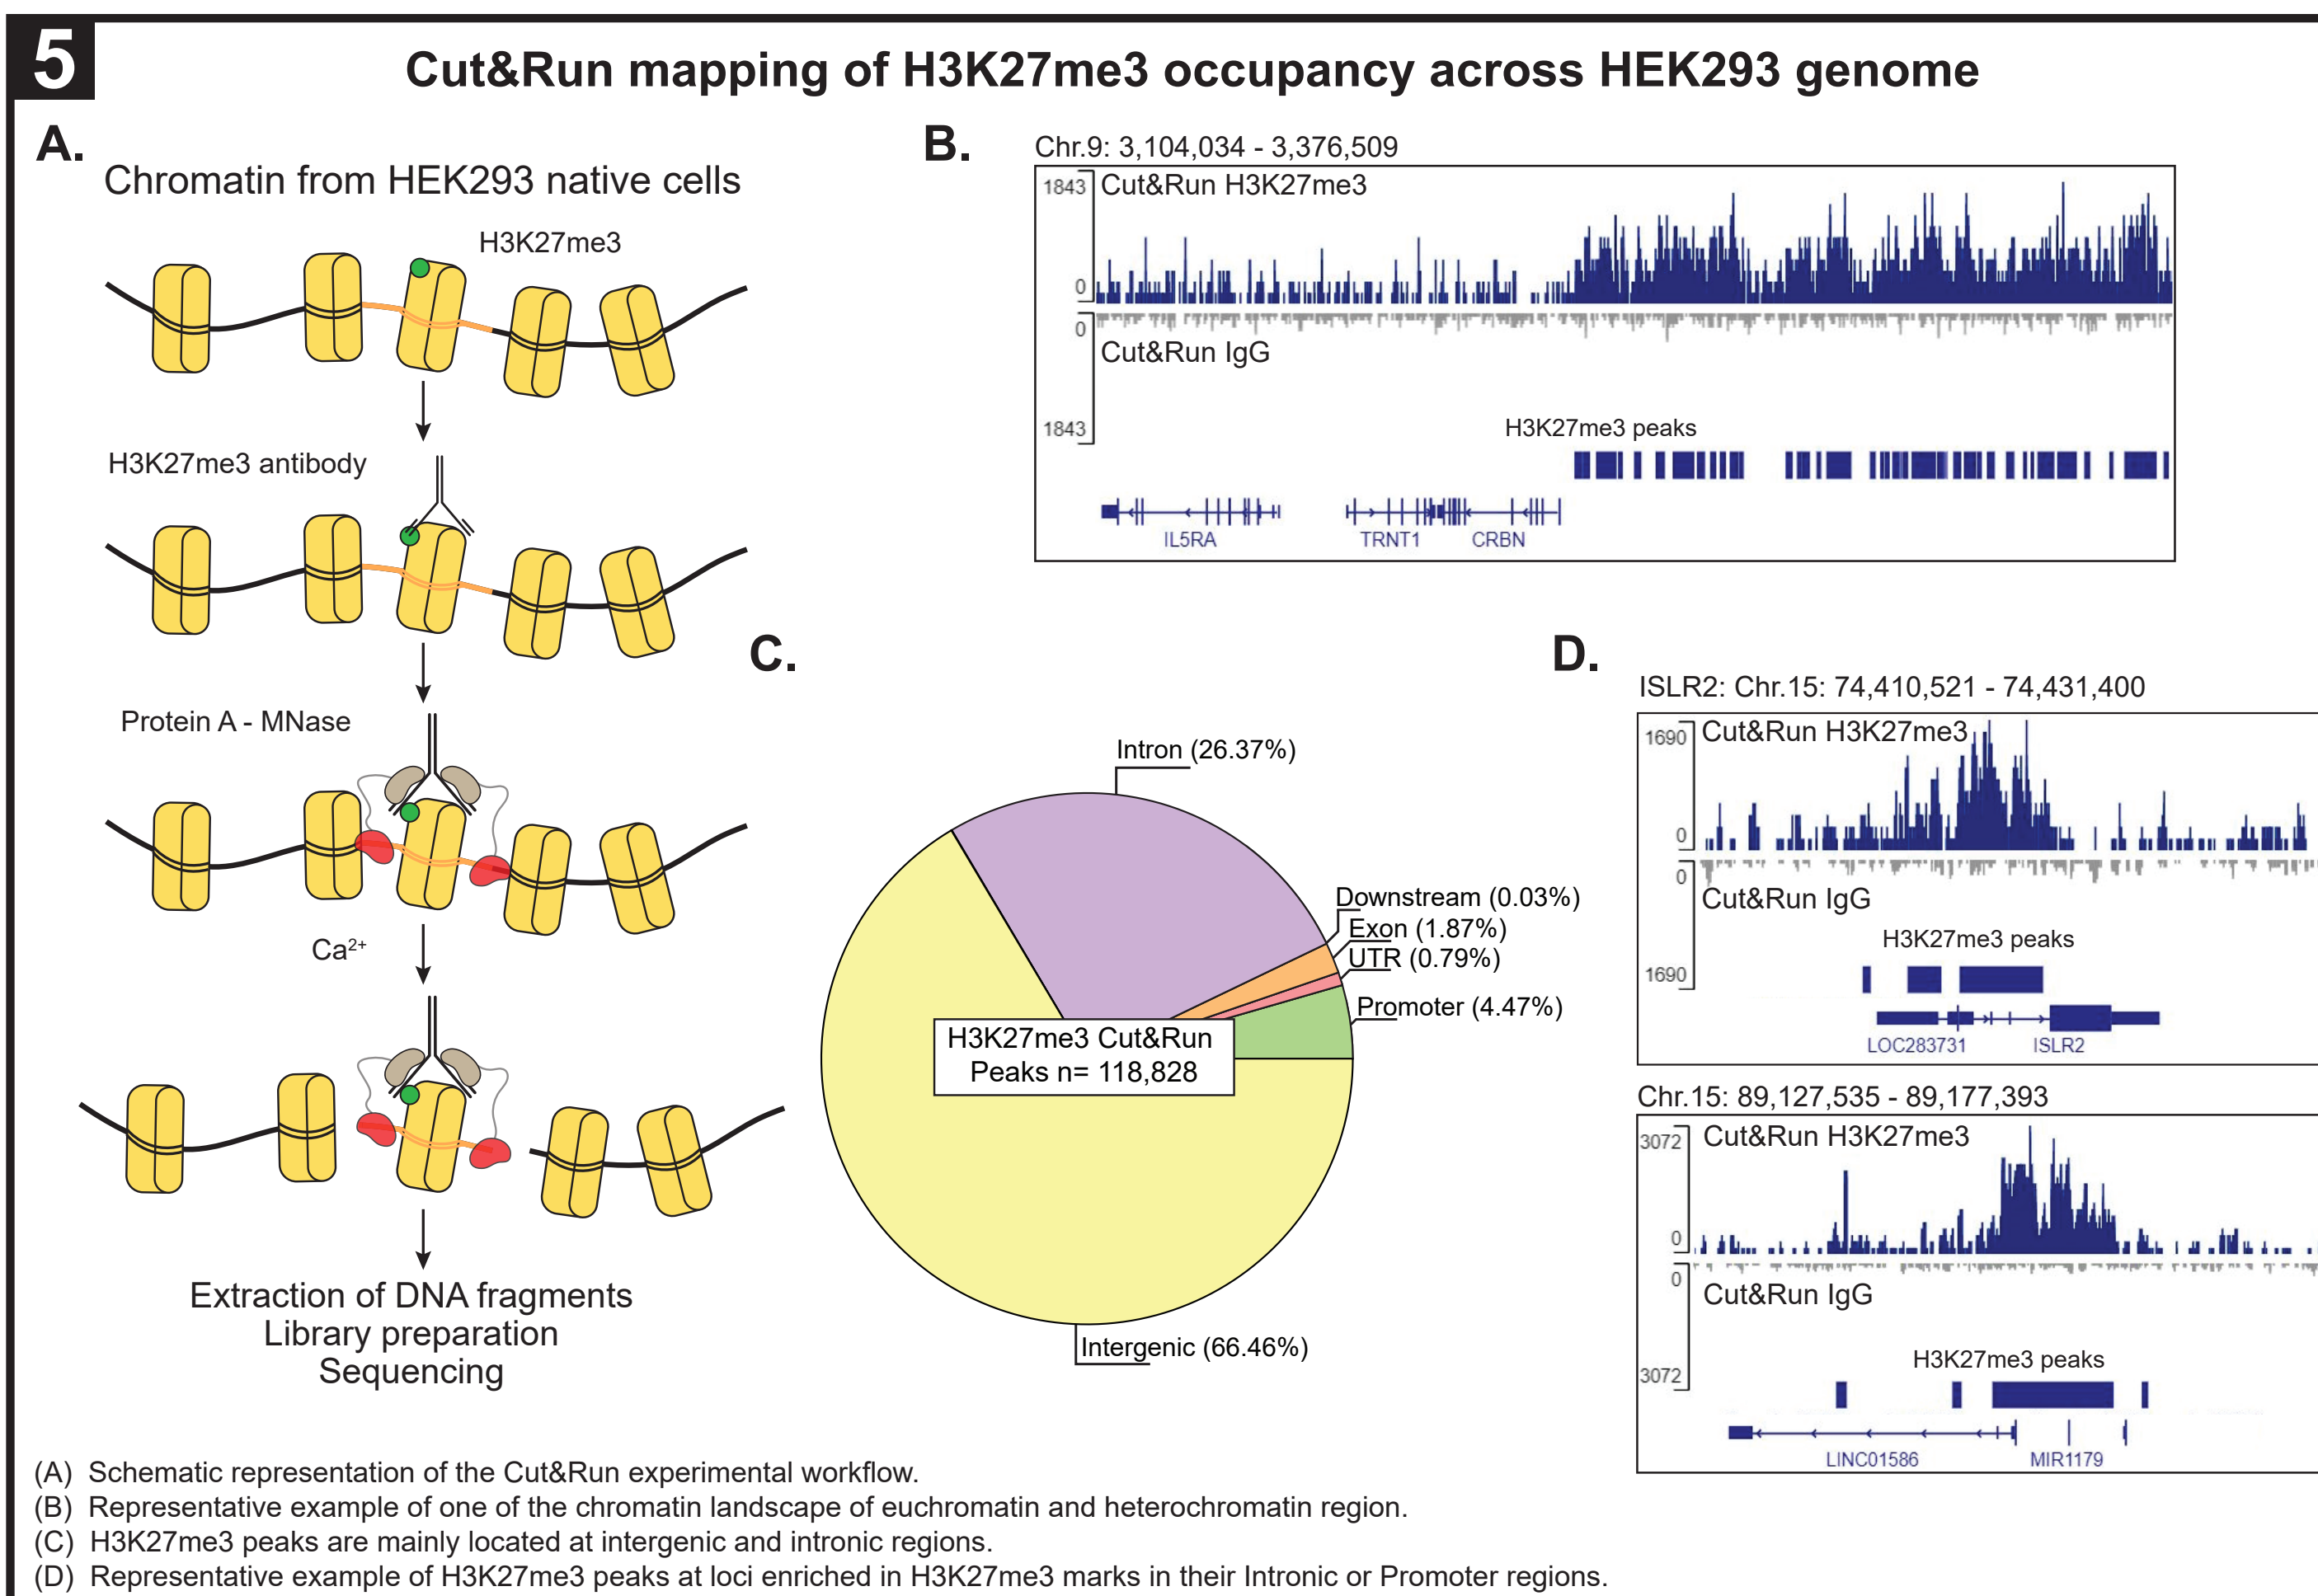 5
Cut&Run mapping of H3K27me3 occupancy across HEK293 genome
A.
Chromatin from HEK293 native cells
H3K27me3
H3K27me3 antibody
Protein A - MNase
Ca2+
Extraction of DNA fragments
Library preparation
Sequencing
B.
Chr.9: 3,104,034 - 3,376,509
1843
Cut&Run H3K27me3
0
0
Cut&Run IgG
1843
H3K27me3 peaks
IL5RA
TRNT1
CRBN
C.
Intron (26.37%)
Downstream (0.03%)
Exon (1.87%)
UTR (0.79%)
Promoter (4.47%)
H3K27me3 Cut&Run
Peaks n= 118,828
Intergenic (66.46%)
D.
ISLR2: Chr.15: 74,410,521 - 74,431,400
1690
Cut&Run H3K27me3
0
0
Cut&Run IgG
H3K27me3 peaks
1690
LOC283731
ISLR2
Chr.15: 89,127,535 - 89,177,393
3072
Cut&Run H3K27me3
0
0
Cut&Run IgG
H3K27me3 peaks
3072
LINC01586
MIR1179
(A) Schematic representation of the Cut&Run experimental workflow.
(B) Representative example of one of the chromatin landscape of euchromatin and heterochromatin region.
(C) H3K27me3 peaks are mainly located at intergenic and intronic regions.
(D) Representative example of H3K27me3 peaks at loci enriched in H3K27me3 marks in their Intronic or Promoter regions.